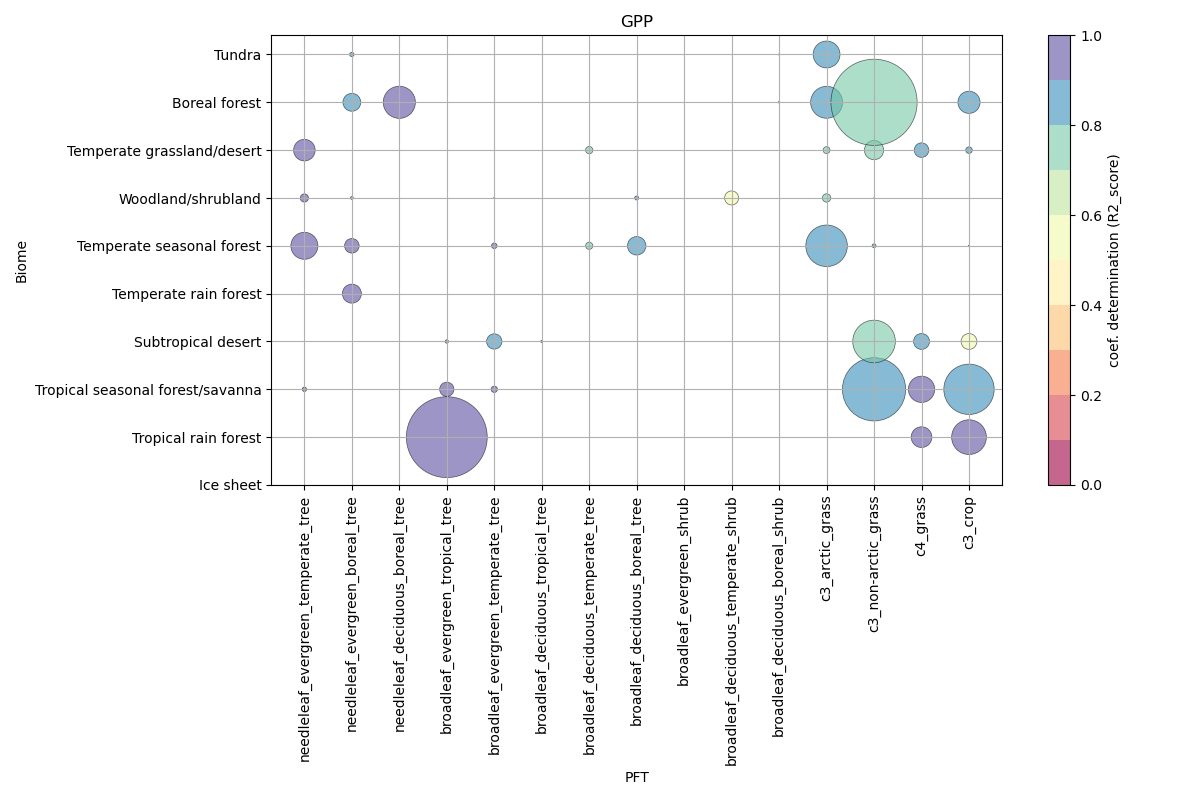 GPP
Biome
Tundra
Boreal forest
Temperate grassland/desert
Woodland/shrubland
Temperate seasonal forest
Temperate rain forest
Subtropical desert
Tropical seasonal forest/savanna
Tropical rain forest
Ice sheet
needleleaf_evergreen_temperate_tree
needleleaf_evergreen_boreal_tree
needleleaf_deciduous_boreal_tree
broadleaf_evergreen_tropical_tree
broadleaf_evergreen_temperate_tree
broadleaf_deciduous_tropical_tree
broadleaf_deciduous_temperate_tree
broadleaf_deciduous_boreal_tree
broadleaf_evergreen_shrub
broadleaf_deciduous_temperate_shrub
broadleaf_deciduous_boreal_shrub
c3_arctic_grass
c3_non-arctic_grass
c4_grass
c3_crop
PFT
1.0
0.8
0.6
0.4
0.2
0.0
coef. determination (R2_score)